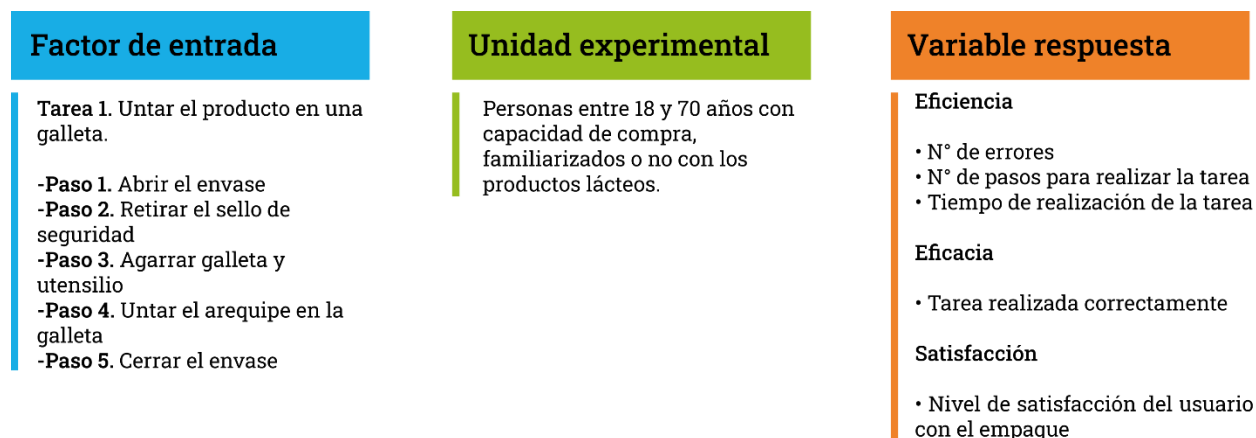 Factor de entrada
Tarea 1. Untar el producto en una
galleta.
-Paso 1. Abrir el envase
-Paso 2. Retirar el sello de
seguridad
-Paso 3. Agarrar galleta y
utensilio
-Paso 4. Untar el arequipe en la
galleta
-Paso 5. Cerrar el envase
Unidad experimental
Personas entre 18 y 70 años con
capacidad de compra,
familiarizados o no con los
productos lácteos.
Variable respuesta
Eficiencia
• N° de errores
• N° de pasos para realizar la tarea
• Tiempo de realización de la tarea
Eficacia
• Tarea realizada correctamente
Satisfacción
• Nivel de satisfacción del usuario
con el empaque